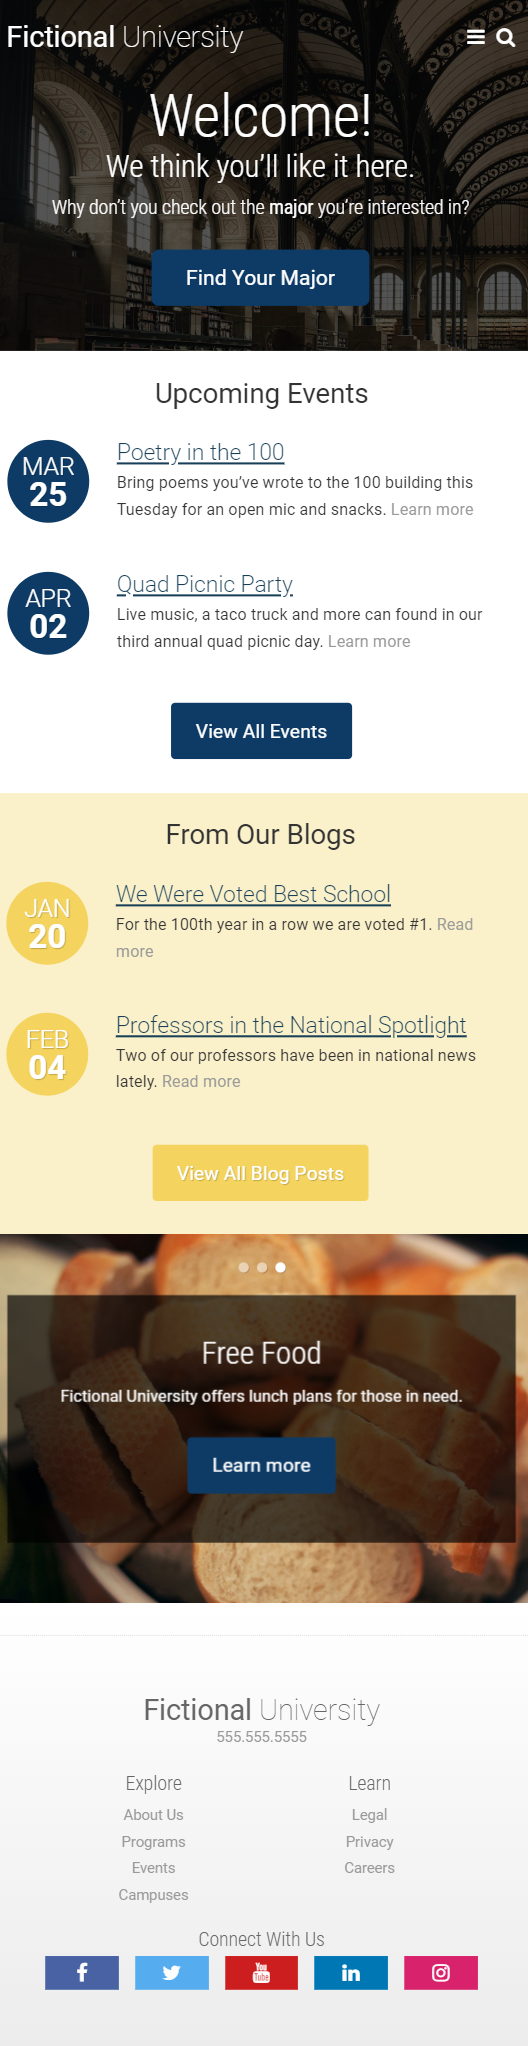 Fictional University
Welcome!
We think you'll like it here.
Why don't you check out the major you're interested in?
Find Your Major
Upcoming Events
MAR
25
Poetry in the 100
Bring poems you've wrote to the 100 building this
Tuesday for an open mic and snacks. Learn more
APR
02
Quad Picnic Party
Live music, a taco truck and more can found in our
third annual quad picnic day. Learn more
View All Events
From Our Blogs
JAN
20
We Were Voted Best School
For the 100th year in a row we are voted #1. Read
more
FEB
04
Professors in the National Spotlight
Two of our professors have been in national news
lately. Read more
View All Blog Posts
Free Food
Fictional University offers lunch plans for those in need.
Learn more
Fictional University
555.555.5555
Explore
About Us
Programs
Events
Campuses
Learn
Legal
Privacy
Careers
Connect With Us
f
You
Tube
in